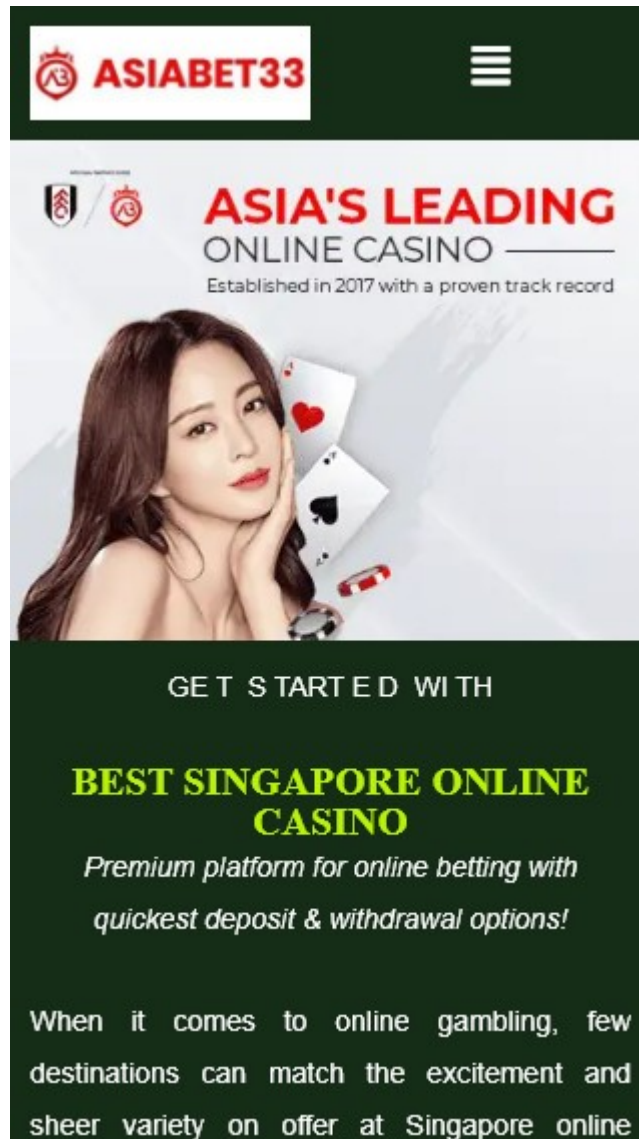 ASIABET33
ASIA'S LEADING
ONLINE CASINO
Established in 2017 with a proven track record
GET STARTED WITH
BEST SINGAPORE ONLINE
CASINO
Premium platform for online betting with
quickest deposit & withdrawal options!
When it comes to online gambling, few
destinations can match the excitement and
sheer variety on offer at Singapore online